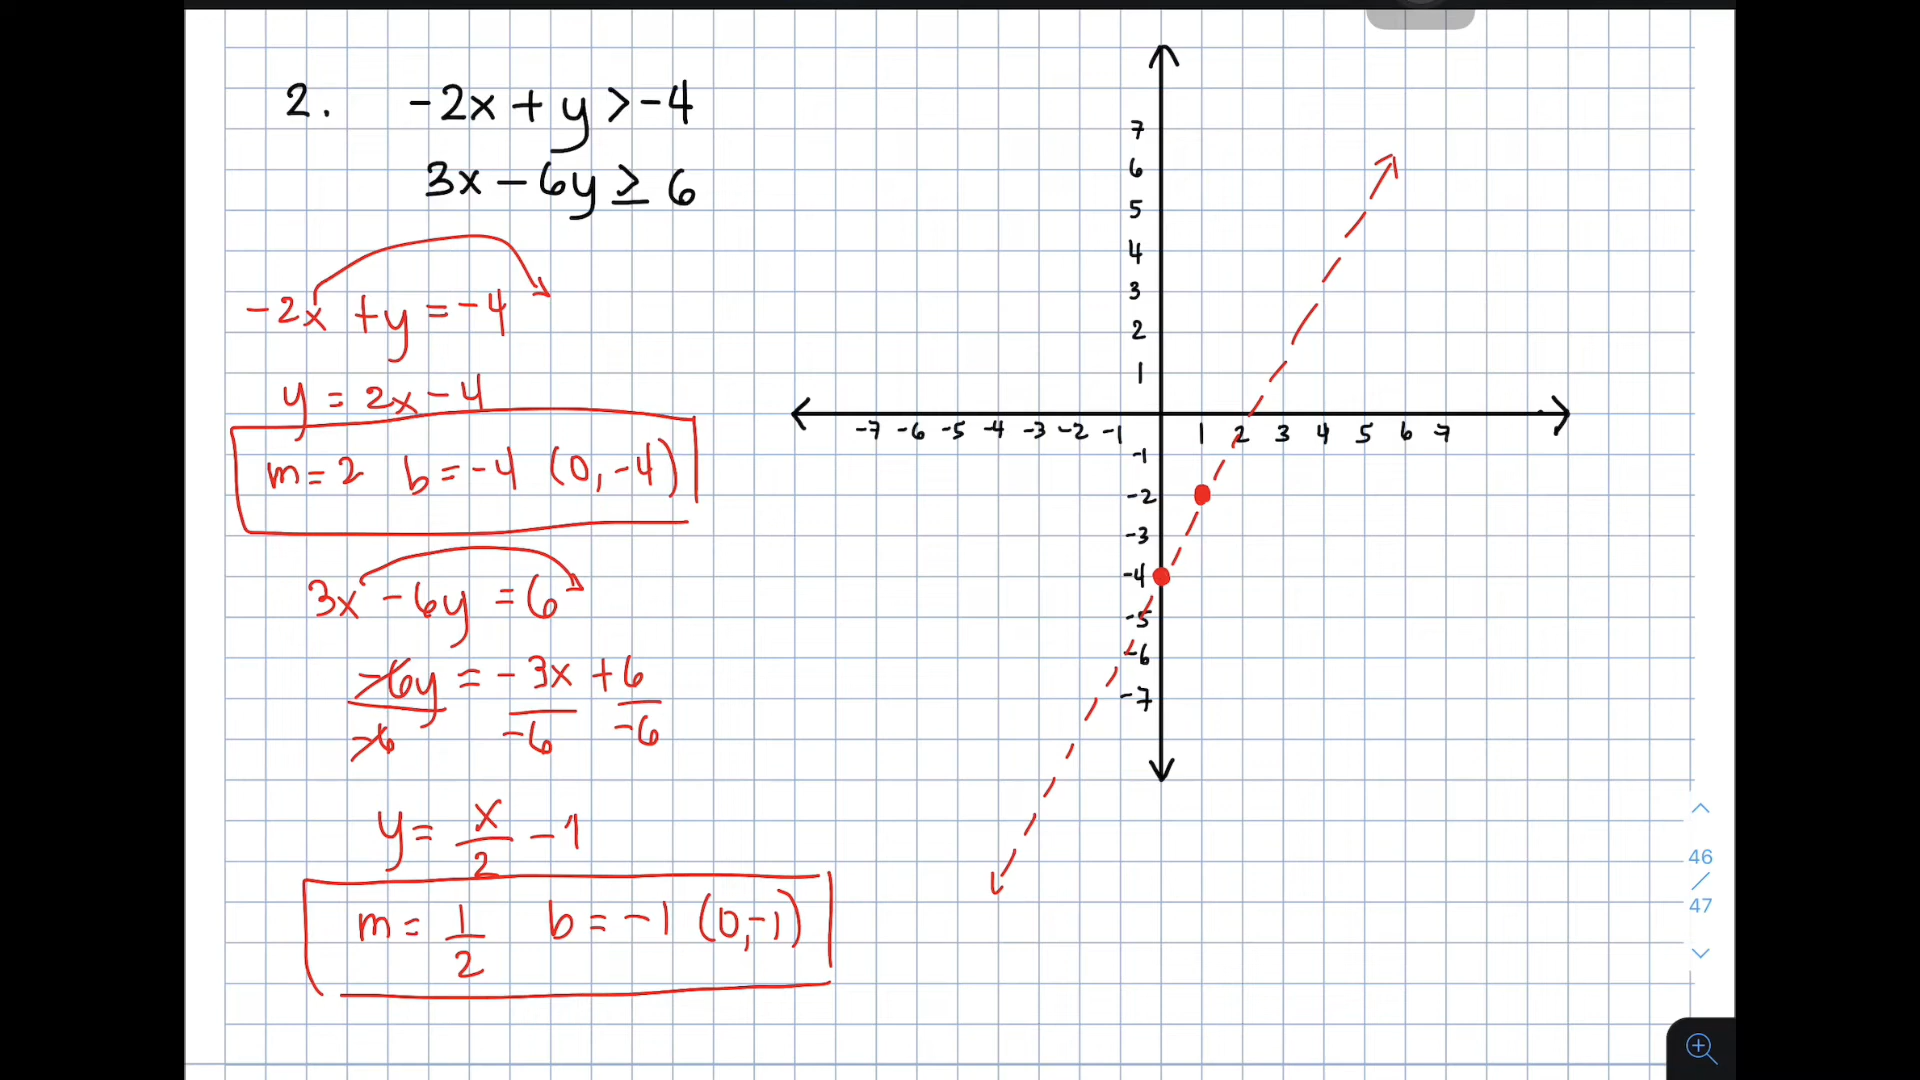 2. -2x + y > -4
3x - 6y ≥ 6
-2x + y = -4
y = 2x - 4
m = 2 b = -4 (0, -4)
3x - 6y = 6
-6y = -3x + 6
-6 -6 -6
y = x/2 - 1
m = 1/2 b = -1 (0, -1)
7
6
5
4
3
2
1
-7 -6 -5 -4 -3 -2 -1 1 2 3 4 5 6 7
-1
-2
-3
-4
-5
-6
-7
46
/
47